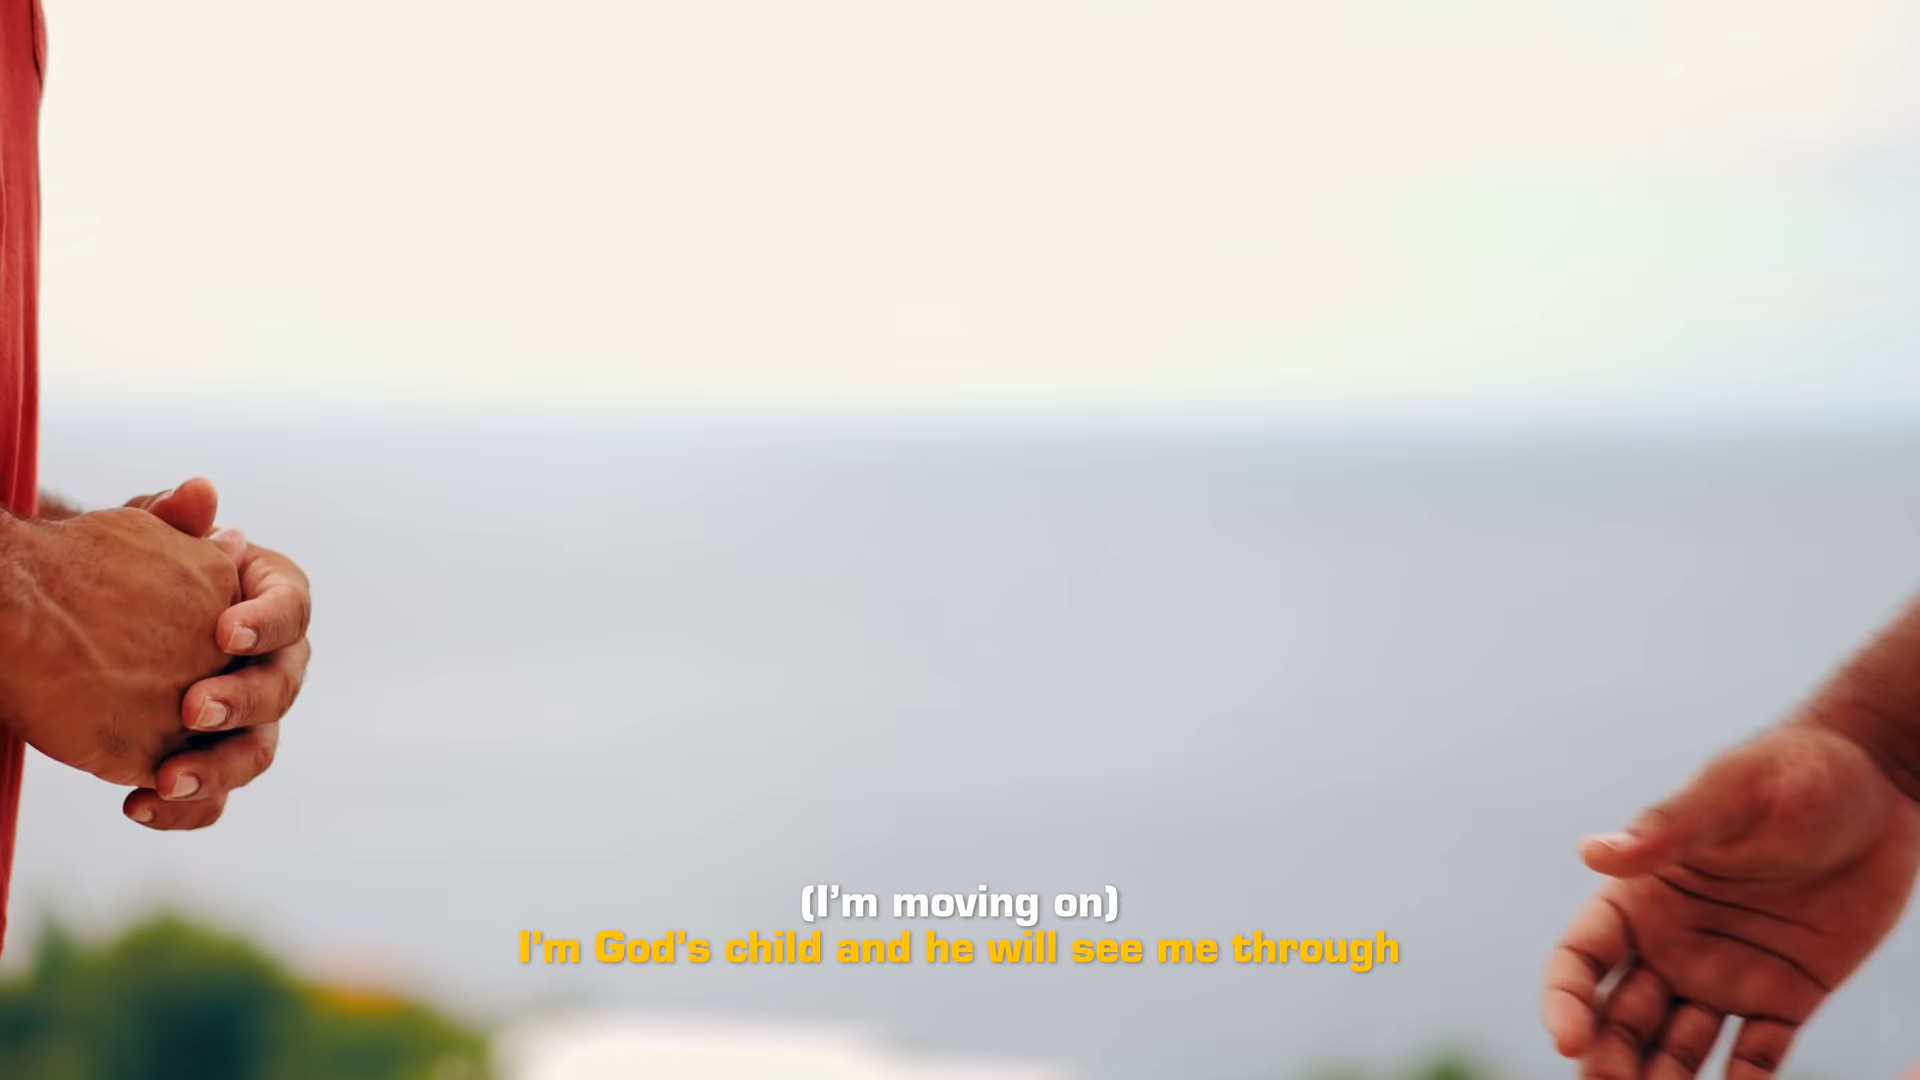 (I’m moving on)
I’m God’s child and he will see me through